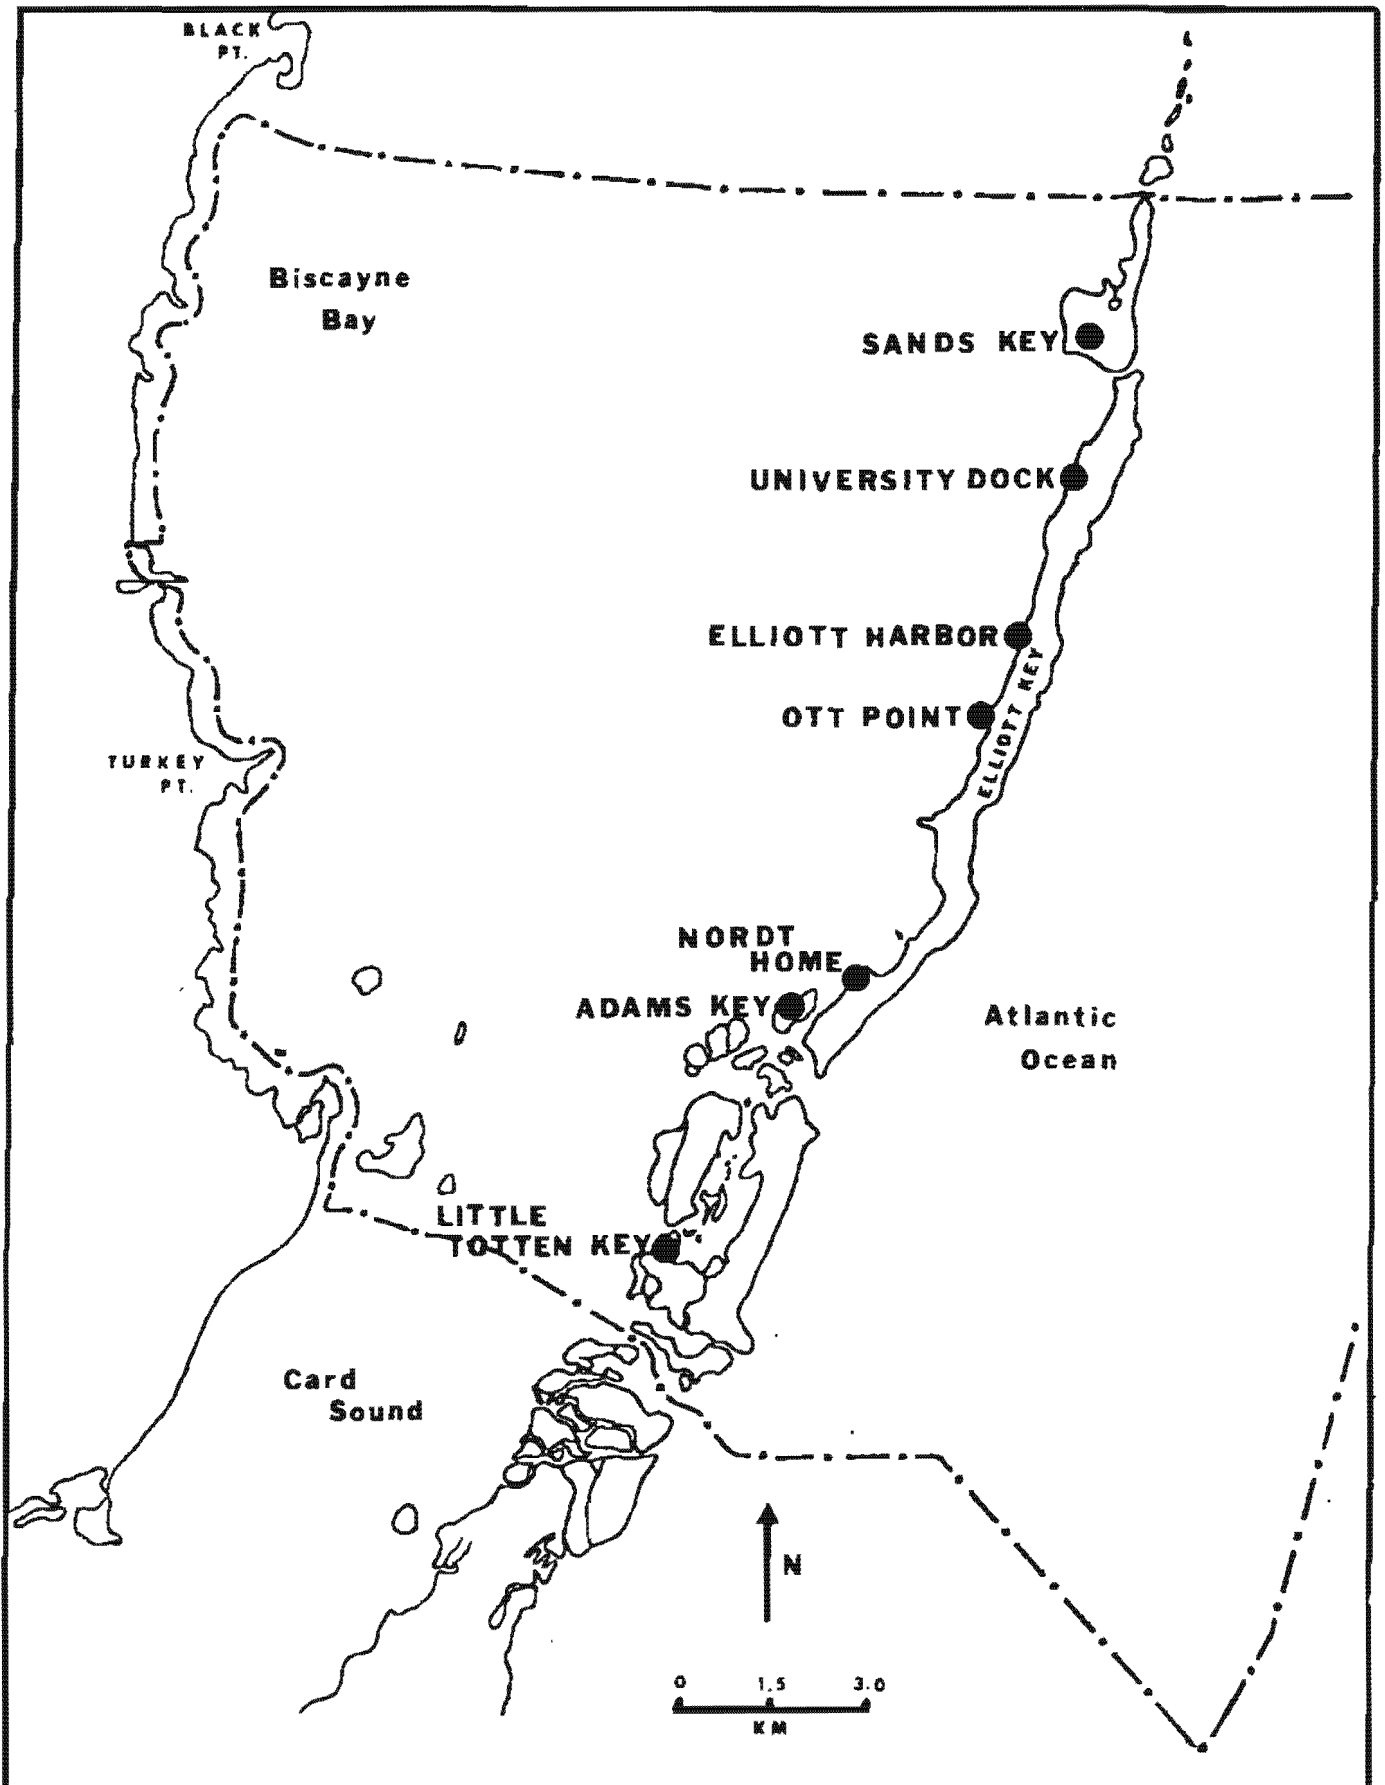 BLACK
PT.
Biscayne
Bay
SANDS KEY
UNIVERSITY DOCK
ELLIOTT HARBOR
ELLIOTT KEY
OTT POINT
TURKEY
PT.
NORDT
HOME
ADAMS KEY
Atlantic
Ocean
LITTLE
TOTTEN KEY
Card
Sound
N
0 1.5 3.0
KM